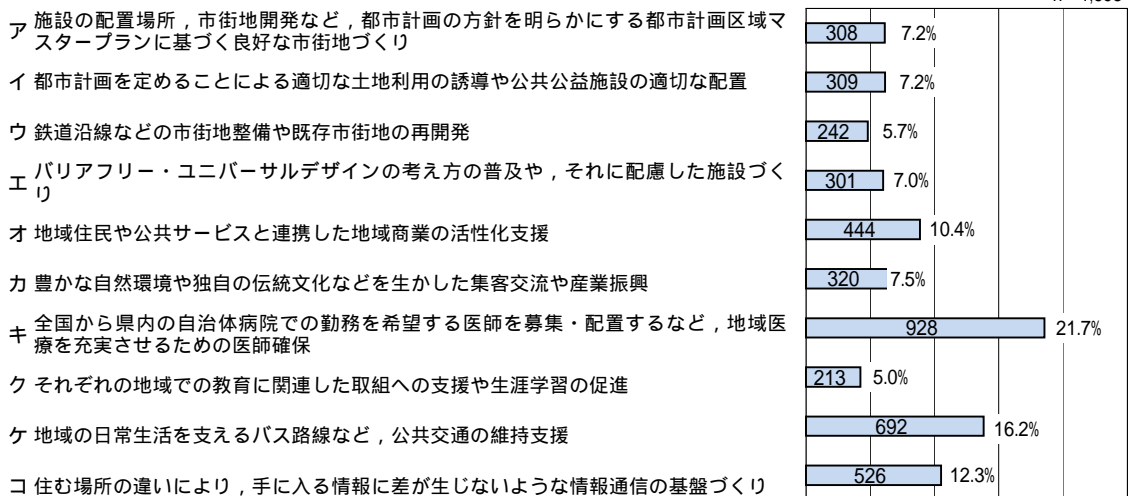 ア 施設の配置場所，市街地開発など，都市計画の方針を明らかにする都市計画区域マ
スタープランに基づく良好な市街地づくり
308 7.2%
イ 都市計画を定めることによる適切な土地利用の誘導や公共公益施設の適切な配置
309 7.2%
ウ 鉄道沿線などの市街地整備や既存市街地の再開発
242 5.7%
エ バリアフリー・ユニバーサルデザインの考え方の普及や，それに配慮した施設づく
り
301 7.0%
オ 地域住民や公共サービスと連携した地域商業の活性化支援
444 10.4%
カ 豊かな自然環境や独自の伝統文化などを生かした集客交流や産業振興
320 7.5%
キ 全国から県内の自治体病院での勤務を希望する医師を募集・配置するなど，地域医
療を充実させるための医師確保
928 21.7%
ク それぞれの地域での教育に関連した取組への支援や生涯学習の促進
213 5.0%
ケ 地域の日常生活を支えるバス路線など，公共交通の維持支援
692 16.2%
コ 住む場所の違いにより，手に入る情報に差が生じないような情報通信の基盤づくり
526 12.3%